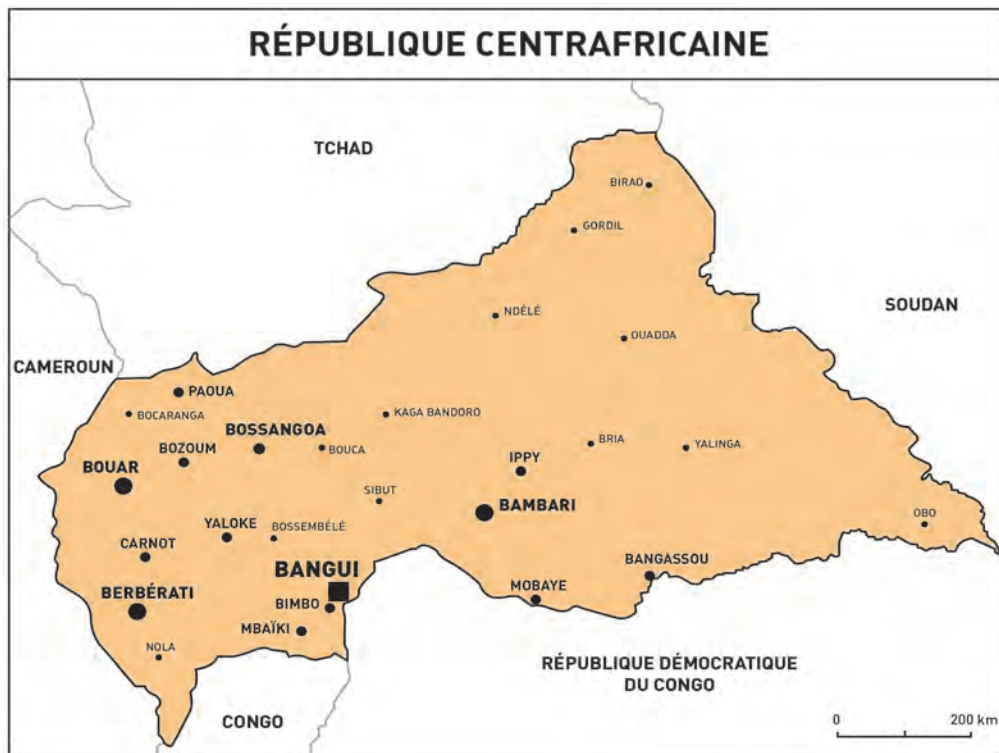 RÉPUBLIQUE CENTRAFRICAINE
TCHAD
BIRAO
GORDIL
SOUDAN
NDÉLÉ
OUADDA
CAMEROUN
PAOUA
BOCARANGA
KAGA BANDORO
BOSSANGOA
BOUCA
BRIA
YALINGA
BOZOUM
IPPY
BOUAR
SIBUT
BAMBARI
OBO
YALOKE
BOSSEMBÉLÉ
CARNOT
BANGUI
BANGASSOU
BERBÉRATI
BIMBO
MOBAYE
MBAÏKI
NOLA
RÉPUBLIQUE DÉMOCRATIQUE
DU CONGO
CONGO
0 200 km